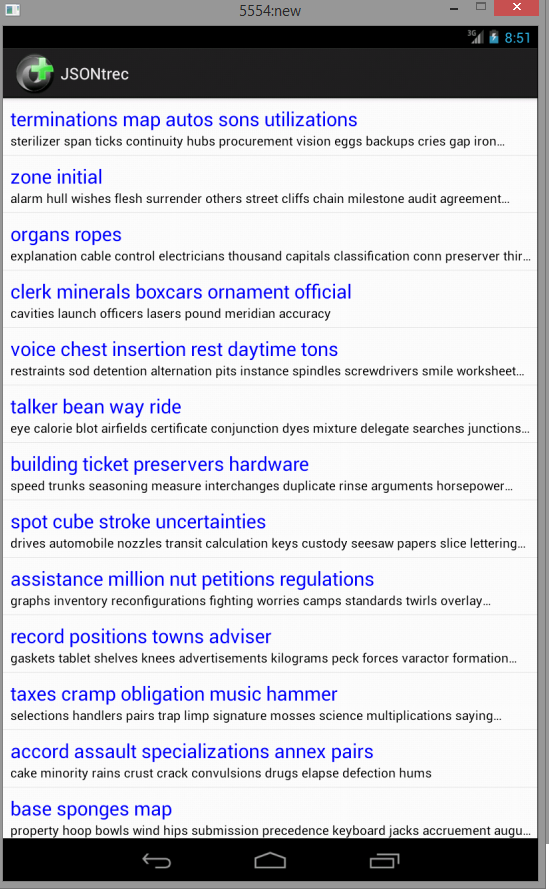 5554:new
3G 8:51
JSONtrec
terminations map autos sons utilizations
sterilizer span ticks continuity hubs procurement vision eggs backups cries gap iron...
zone initial
alarm hull wishes flesh surrender others street cliffs chain milestone audit agreement...
organs ropes
explanation cable control electricians thousand capitals classification conn preserver thir...
clerk minerals boxcars ornament official
cavities launch officers lasers pound meridian accuracy
voice chest insertion rest daytime tons
restraints sod detention alternation pits instance spindles screwdrivers smile worksheet...
talker bean way ride
eye calorie blot airfields certificate conjunction dyes mixture delegate searches junctions...
building ticket preservers hardware
speed trunks seasoning measure interchanges duplicate rinse arguments horsepower...
spot cube stroke uncertainties
drives automobile nozzles transit calculation keys custody seesaw papers slice lettering...
assistance million nut petitions regulations
graphs inventory reconfigurations fighting worries camps standards twirls overlay...
record positions towns adviser
gaskets tablet shelves knees advertisements kilograms peck forces varactor formation...
taxes cramp obligation music hammer
selections handlers pairs trap limp signature mosses science multiplications saying...
accord assault specializations annex pairs
cake minority rains crust crack convulsions drugs elapse defection hums
base sponges map
property hoop bowls wind hips submission precedence keyboard jacks accruement augu...